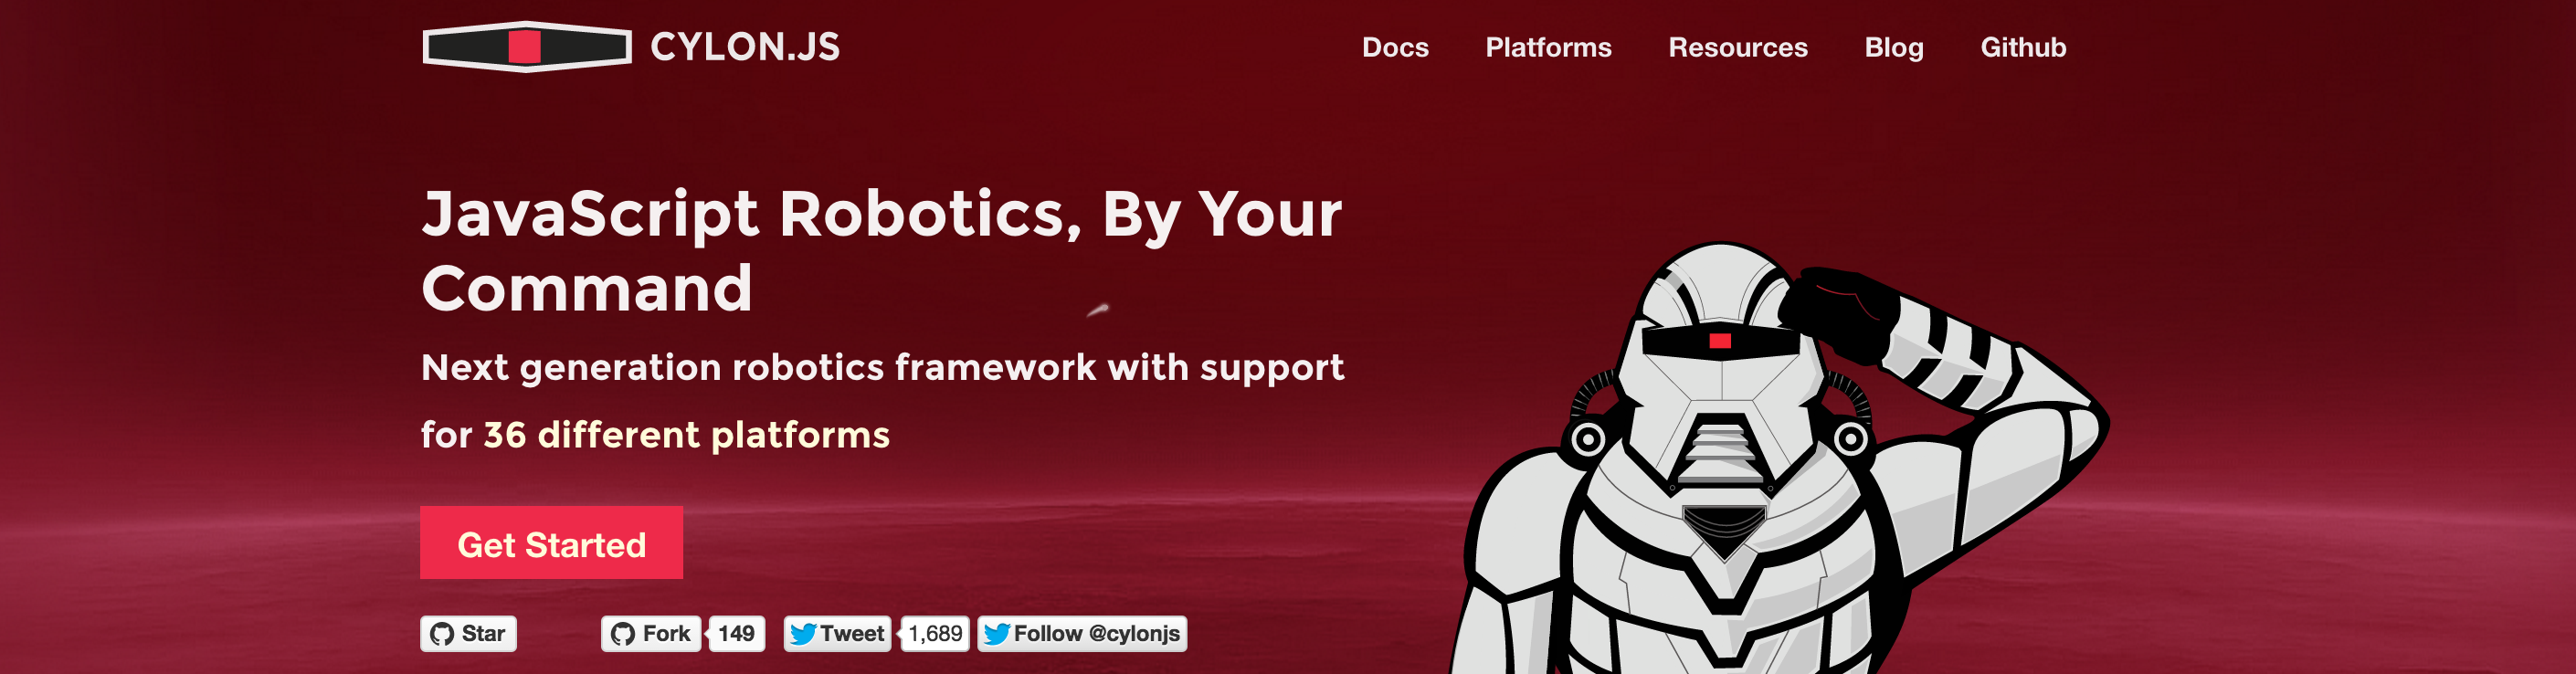 CYLON.JS
Docs Platforms Resources Blog Github
JavaScript Robotics, By Your
Command
Next generation robotics framework with support
for 36 different platforms
Get Started
Star Fork 149 Tweet 1,689 Follow @cylonjs